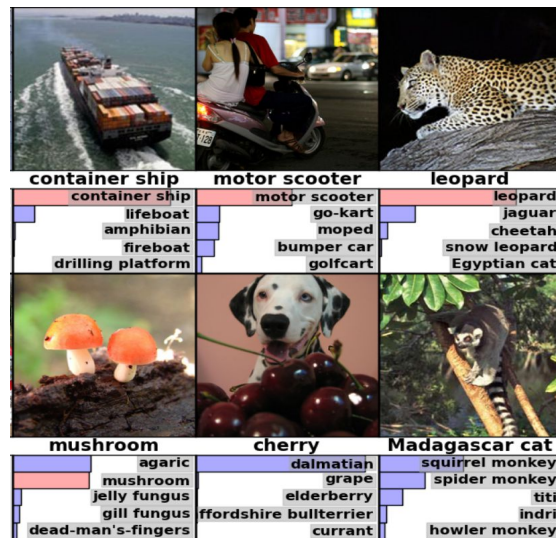 container ship
container ship
lifeboat
amphibian
fireboat
drilling platform
motor scooter
motor scooter
go-kart
moped
bumper car
golfcart
leopard
leopard
jaguar
cheetah
snow leopard
Egyptian cat
mushroom
agaric
mushroom
jelly fungus
gill fungus
dead-man's-fingers
cherry
dalmatian
grape
elderberry
affordshire bullterrier
currant
Madagascar cat
squirrel monkey
spider monkey
titi
indri
howler monkey